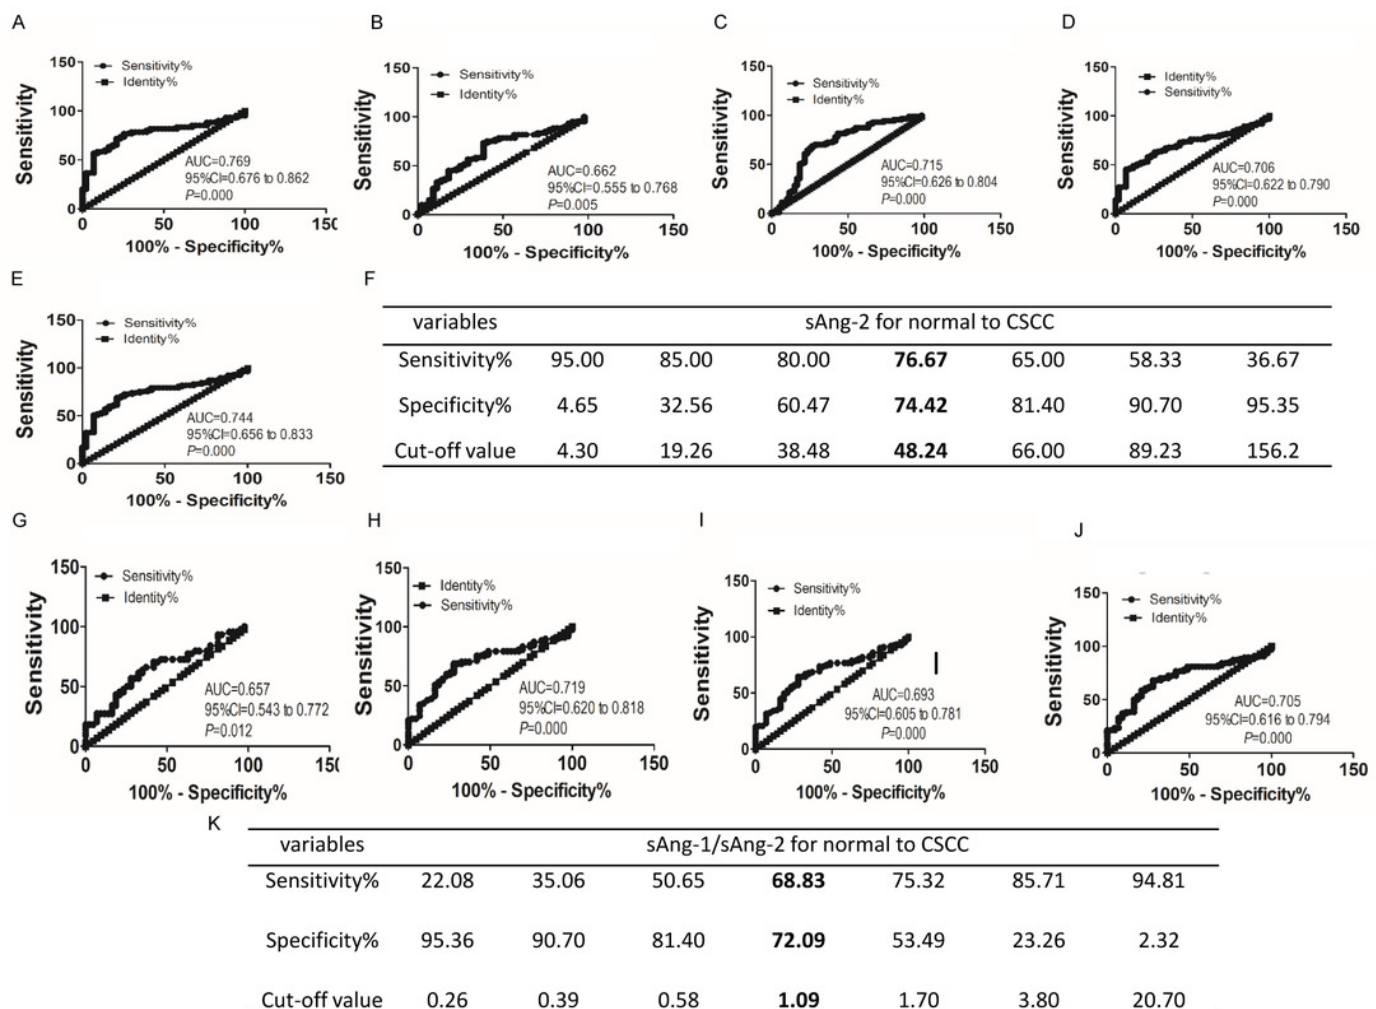 A
150
Sensitivity%
Identity%
100
Sensitivity
50
AUC=0.769
95%CI=0.676 to 0.862
P=0.000
0
0 50 100 15(
100% - Specificity%
B
150
Sensitivity%
Identity%
100
Sensitivity
50
AUC=0.662
95%CI=0.555 to 0.768
P=0.005
0
0 50 100 150
100% - Specificity%
C
150
Sensitivity%
Identity%
100
Sensitivity
50
AUC=0.715
95%CI=0.626 to 0.804
P=0.000
0
50 100 150
100% - Specificity%
D
150
Identity%
Sensitivity%
100
Sensitivity
50
AUC=0.706
95%CI=0.622 to 0.790
P=0.000
0
0 50 100 150
100% - Specificity%
E
150
Sensitivity%
Identity%
100
Sensitivity
50
AUC=0.744
95%CI=0.656 to 0.833
P=0.000
0
0 50 100 150
100% - Specificity%
F
variables sAng-2 for normal to CSCC
Sensitivity% 95.00 85.00 80.00 76.67 65.00 58.33 36.67
Specificity% 4.65 32.56 60.47 74.42 81.40 90.70 95.35
Cut-off value 4.30 19.26 38.48 48.24 66.00 89.23 156.2
G
150
Sensitivity%
Identity%
100
Sensitivity
50
AUC=0.657
95%CI=0.543 to 0.772
P=0.012
0
0 50 100 15(
100% - Specificity%
H
150
Identity%
Sensitivity%
100
Sensitivity
50
AUC=0.719
95%CI=0.620 to 0.818
P=0.000
0
0 50 100 150
100% - Specificity%
I
150
Sensitivity%
Identity%
100
Sensitivity
50
AUC=0.693
95%CI=0.605 to 0.781
P=0.000
0
0 50 100 150
100% - Specificity%
J
150
Sensitivity%
Identity%
100
Sensitivity
50
AUC=0.705
95%CI=0.616 to 0.794
P=0.000
0
0 50 100 150
100% - Specificity%
K
variables sAng-1/sAng-2 for normal to CSCC
Sensitivity% 22.08 35.06 50.65 68.83 75.32 85.71 94.81
Specificity% 95.36 90.70 81.40 72.09 53.49 23.26 2.32
Cut-off value 0.26 0.39 0.58 1.09 1.70 3.80 20.70